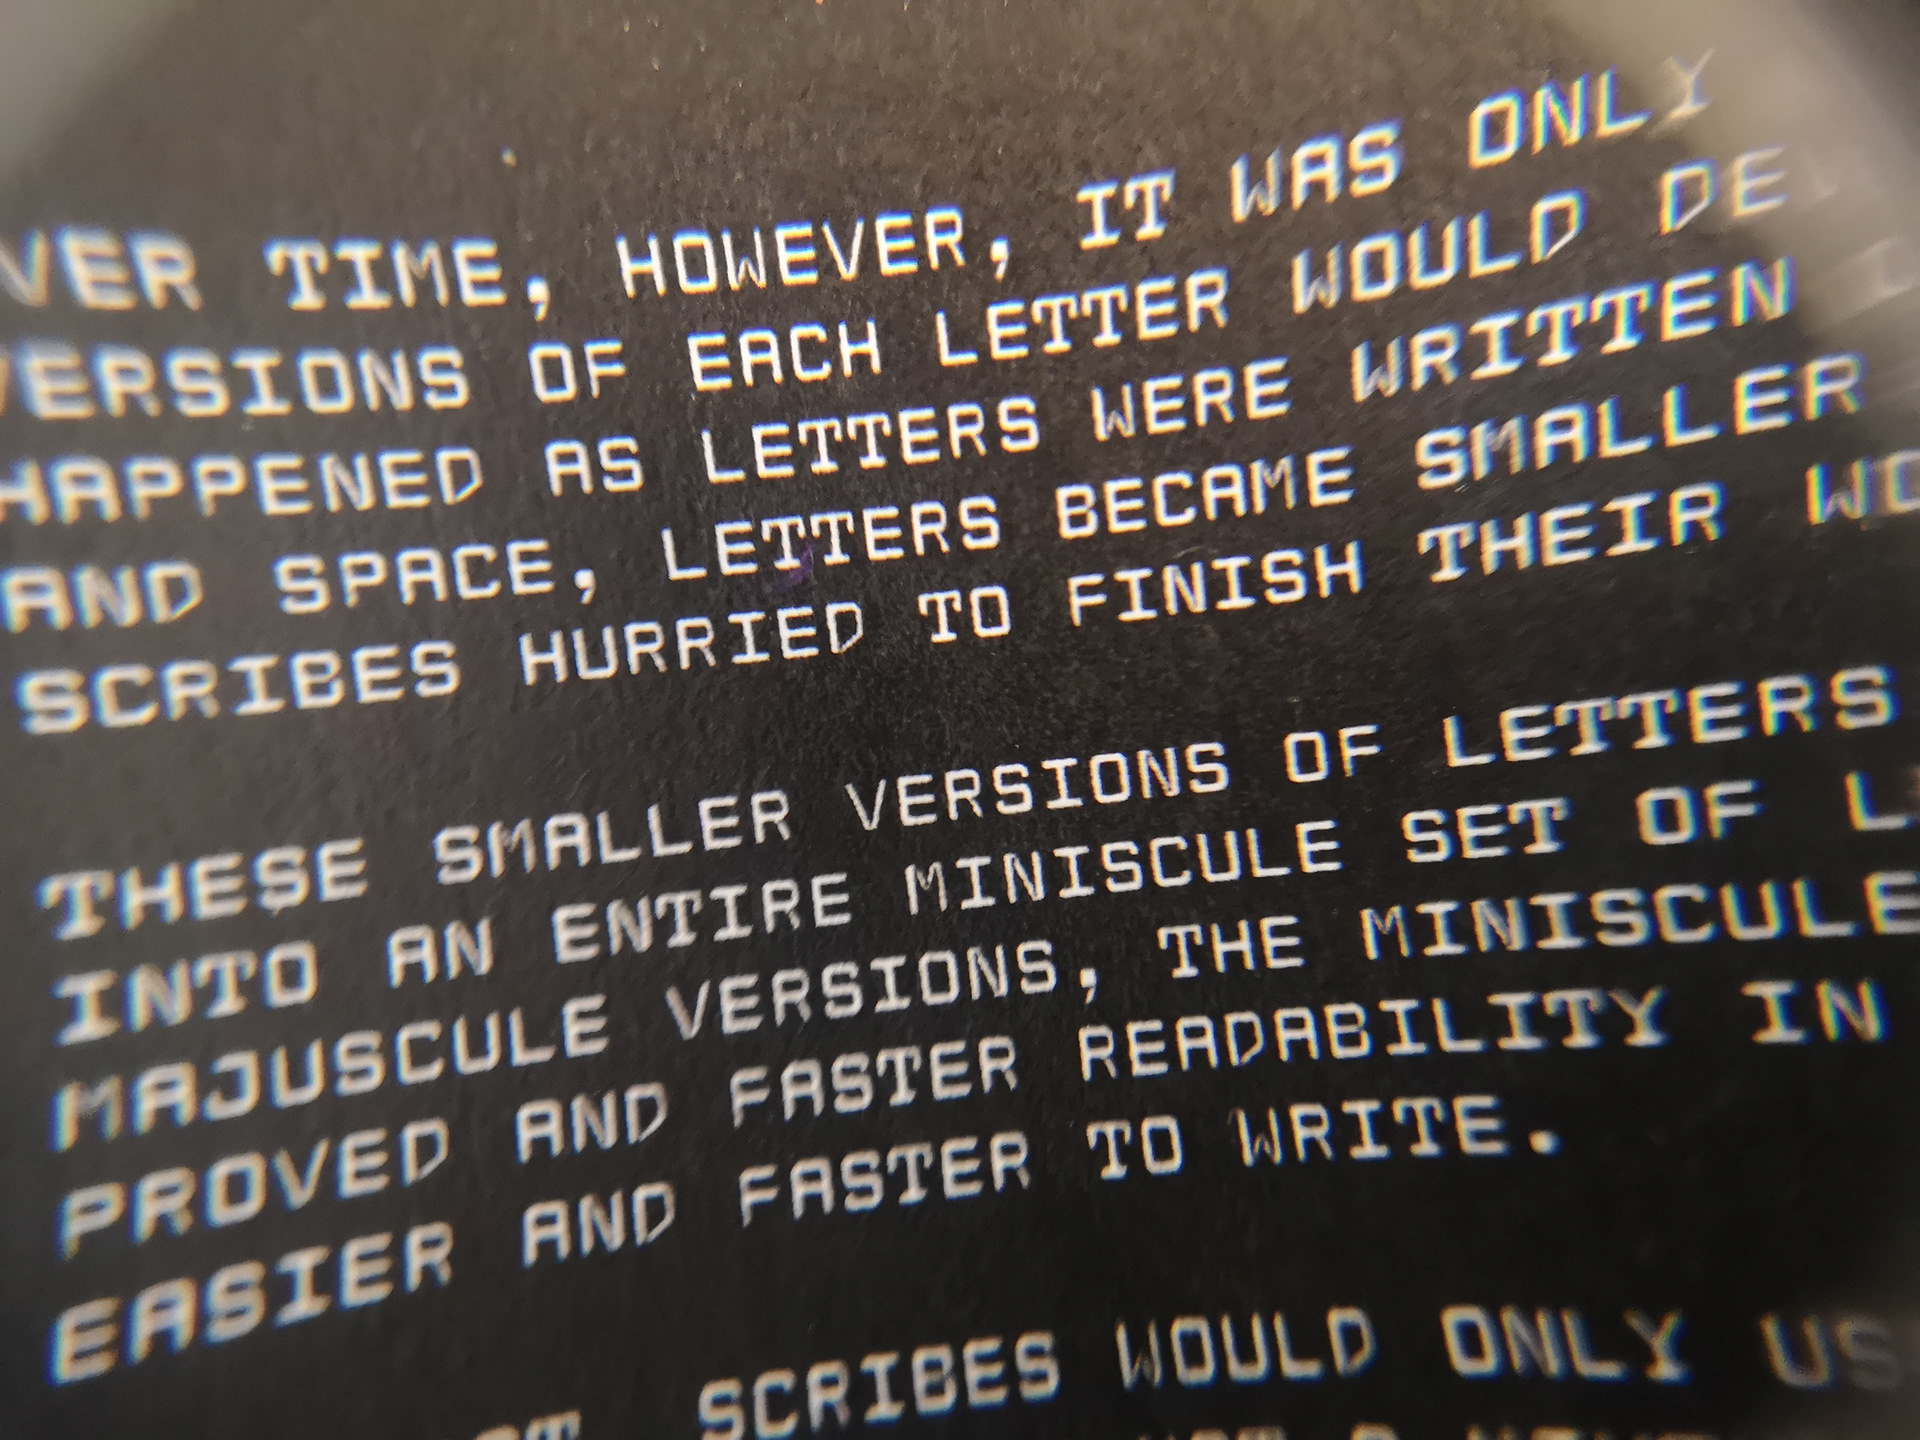 VER TIME, HOWEVER, IT WAS ONLY
VERSIONS OF EACH LETTER WOULD DE
HAPPENED AS LETTERS WERE WRITTEN
AND SPACE, LETTERS BECAME SMALLER
SCRIBES HURRIED TO FINISH THEIR WO
THESE SMALLER VERSIONS OF LETTERS
INTO AN ENTIRE MINISCULE SET OF L
MAJUSCULE VERSIONS, THE MINISCULE
PROVED AND FASTER READABILITY IN
EASIER AND FASTER TO WRITE.
SCRIBES WOULD ONLY US